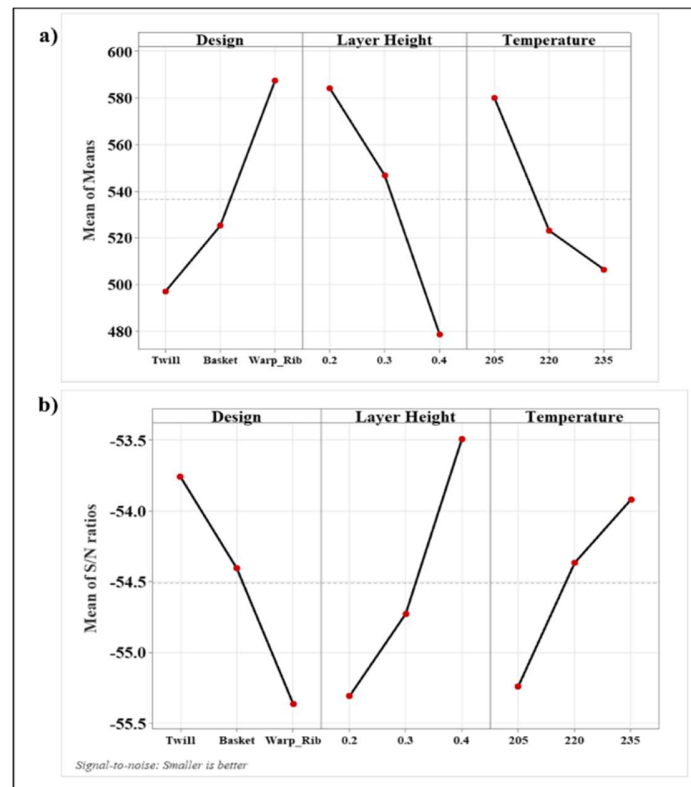 a)
Design Layer Height Temperature
Mean of Means
600
580
560
540
520
500
480
Twill Basket Warp_Rib 0.2 0.3 0.4 205 220 235
b)
Design Layer Height Temperature
Mean of S/N ratios
-53.5
-54.0
-54.5
-55.0
-55.5
Twill Basket Warp_Rib 0.2 0.3 0.4 205 220 235
Signal-to-noise: Smaller is better